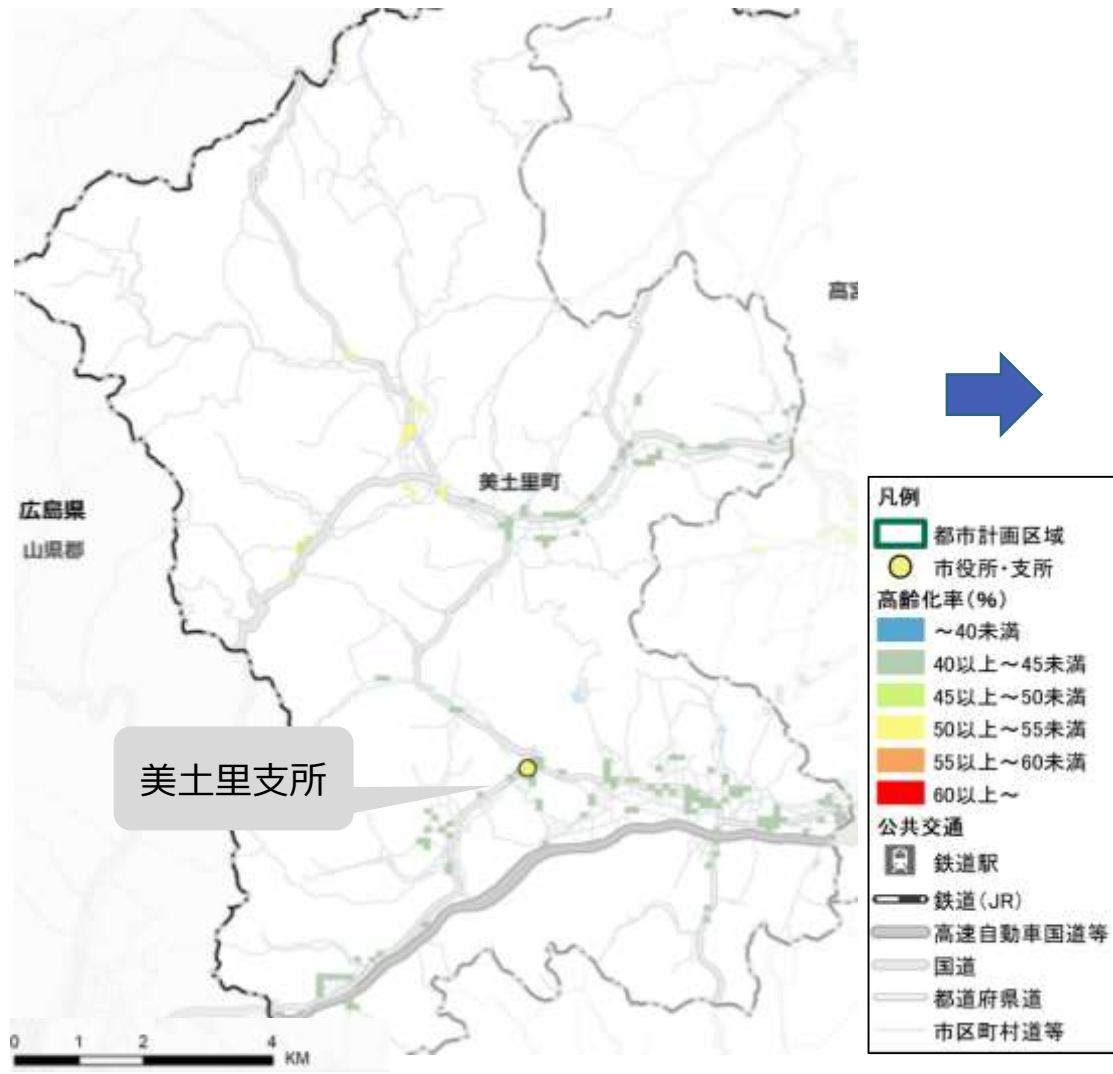 高宮
美土里町
広島県
山県郡
美土里支所
0 1 2 4
KM
凡例
都市計画区域
市役所・支所
高齢化率(%)
～40未満
40以上～45未満
45以上～50未満
50以上～55未満
55以上～60未満
60以上～
公共交通
鉄道駅
鉄道(JR)
高速自動車国道等
国道
都道府県道
市区町村道等